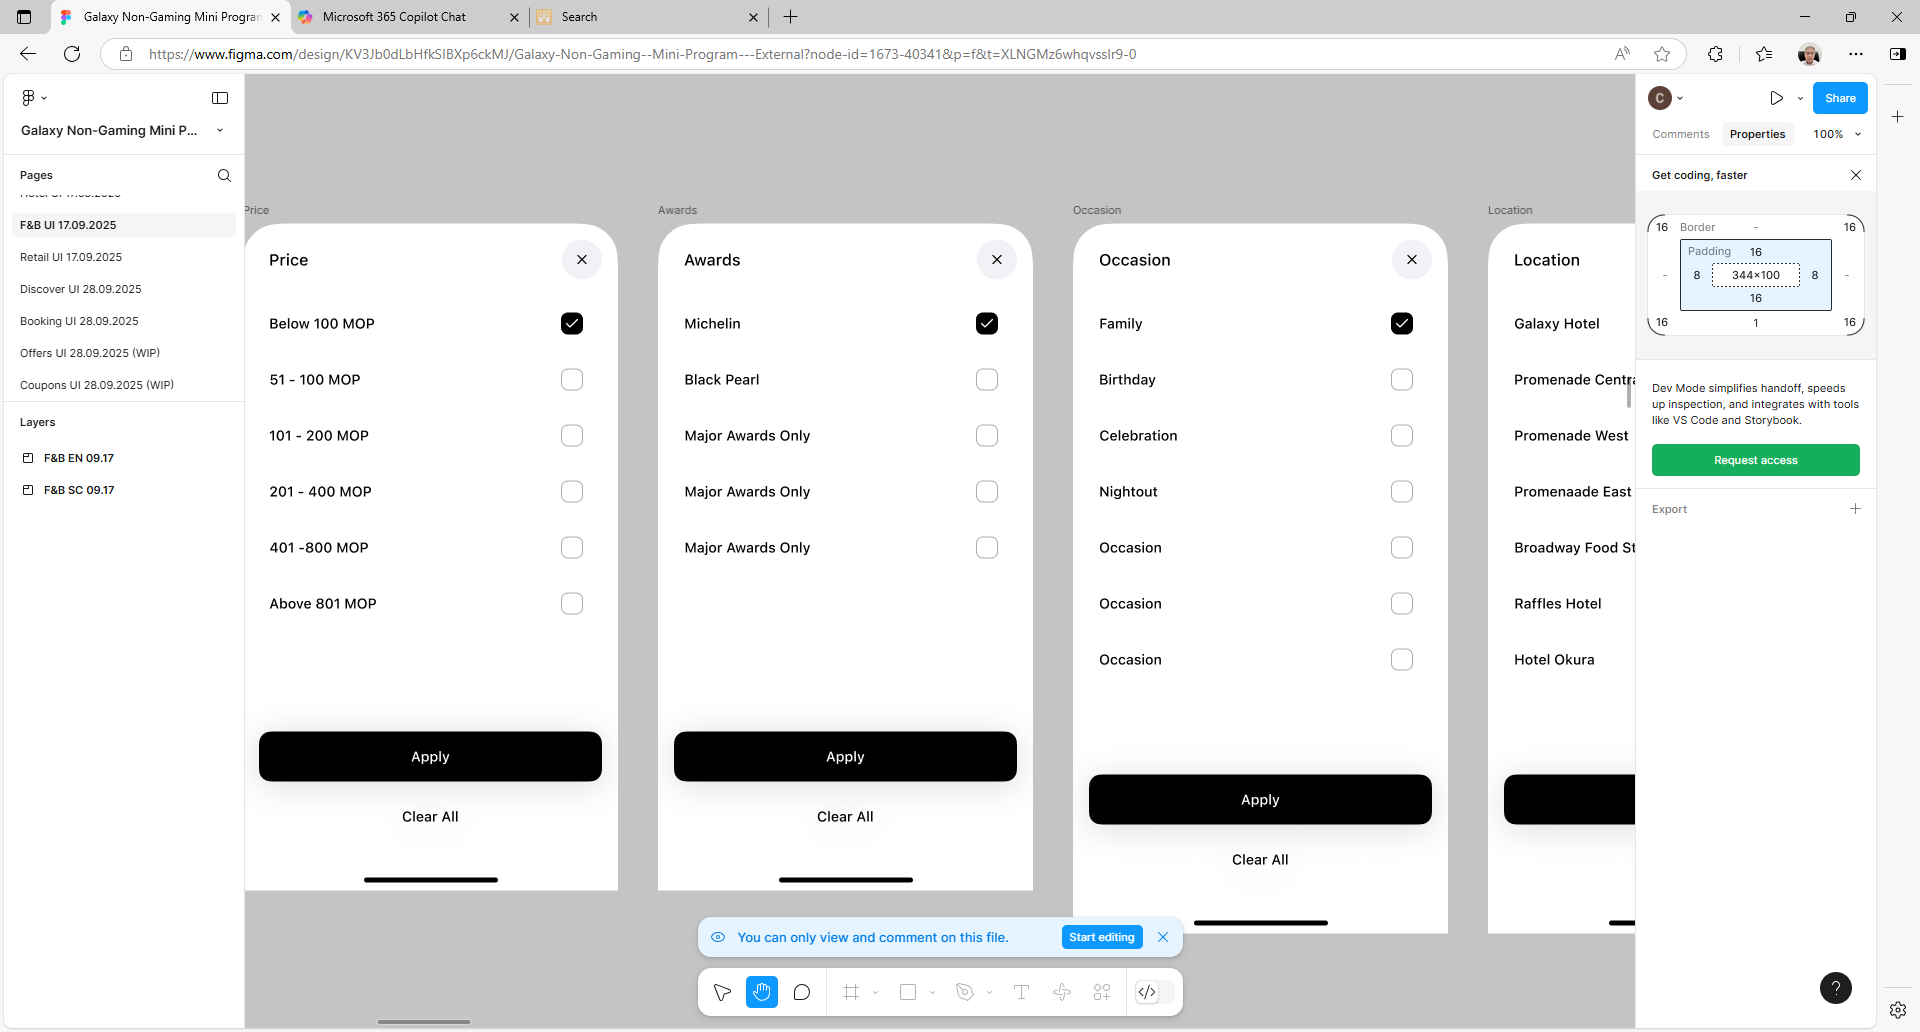 Galaxy Non-Gaming Mini Program
Microsoft 365 Copilot Chat
Search
https://www.figma.com/design/KV3Jb0dLbHfkSIBXp6ckMJ/Galaxy-Non-Gaming--Mini-Program---External?node-id=1673-40341&p=f&t=XLNGMz6whqvssIr9-0
Galaxy Non-Gaming Mini P...
Pages
Hotel UI 17.09.2025
F&B UI 17.09.2025
Retail UI 17.09.2025
Discover UI 28.09.2025
Booking UI 28.09.2025
Offers UI 28.09.2025 (WIP)
Coupons UI 28.09.2025 (WIP)
Layers
F&B EN 09.17
F&B SC 09.17
Price
Price
Below 100 MOP
51 - 100 MOP
101 - 200 MOP
201 - 400 MOP
401 -800 MOP
Above 801 MOP
Apply
Clear All
Awards
Awards
Michelin
Black Pearl
Major Awards Only
Major Awards Only
Major Awards Only
Apply
Clear All
Occasion
Occasion
Family
Birthday
Celebration
Nightout
Occasion
Occasion
Occasion
Apply
Clear All
Location
Location
Galaxy Hotel
Promenade Centra
Promenade West
Promenaade East
Broadway Food St
Raffles Hotel
Hotel Okura
You can only view and comment on this file.
Start editing
C
Share
Comments
Properties
100%
Get coding, faster
16 Border - 16
Padding 16
- 8 344×100 8 -
16
16 1 16
Dev Mode simplifies handoff, speeds
up inspection, and integrates with tools
like VS Code and Storybook.
Request access
Export
?